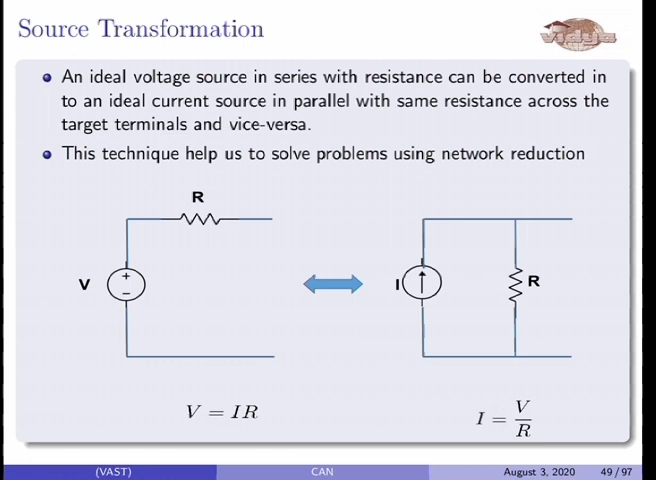 Source Transformation
vidya
An ideal voltage source in series with resistance can be converted in
to an ideal current source in parallel with same resistance across the
target terminals and vice-versa.
This technique help us to solve problems using network reduction
R
V
+
−
I
R
V = IR
I = V/R
(VAST) CAN August 3, 2020 49 / 97